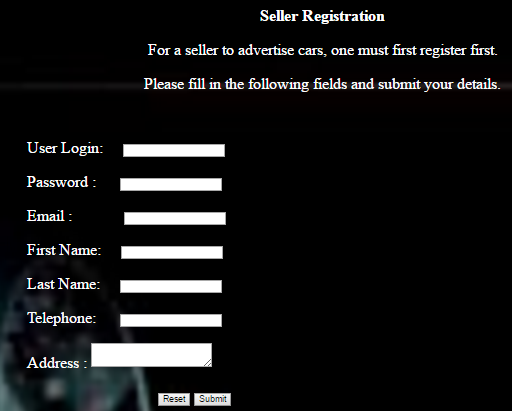 Seller Registration
For a seller to advertise cars, one must first register first.
Please fill in the following fields and submit your details.
User Login:
Password :
Email :
First Name:
Last Name:
Telephone:
Address :
Reset Submit